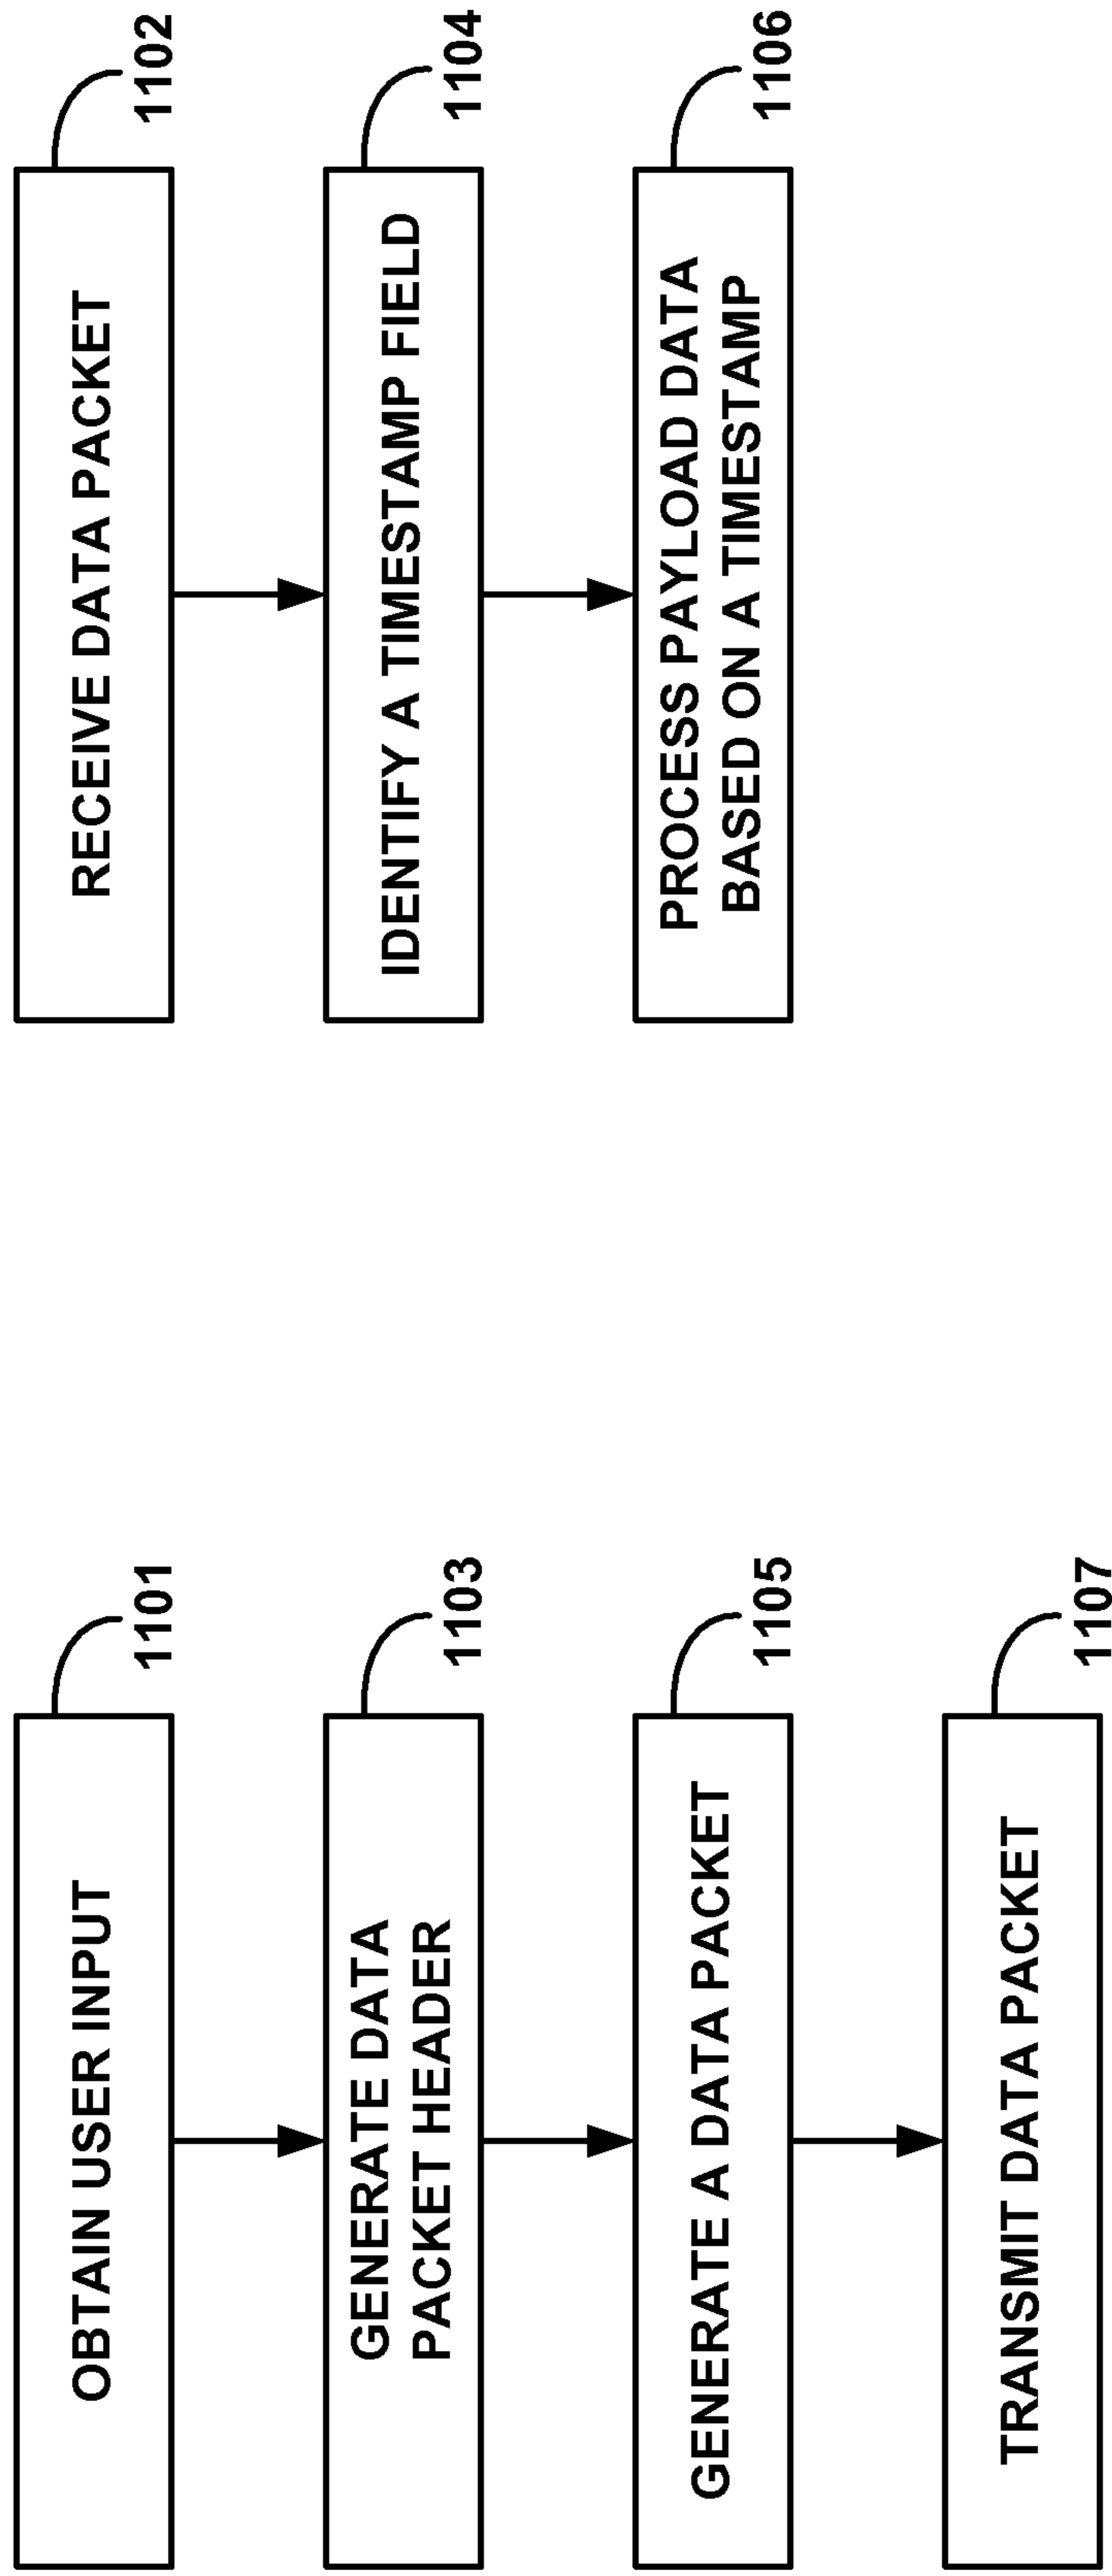 OBTAIN USER INPUT
1101
GENERATE DATA
PACKET HEADER
1103
GENERATE A DATA PACKET
1105
TRANSMIT DATA PACKET
1107
RECEIVE DATA PACKET
1102
IDENTIFY A TIMESTAMP FIELD
1104
PROCESS PAYLOAD DATA
BASED ON A TIMESTAMP
1106